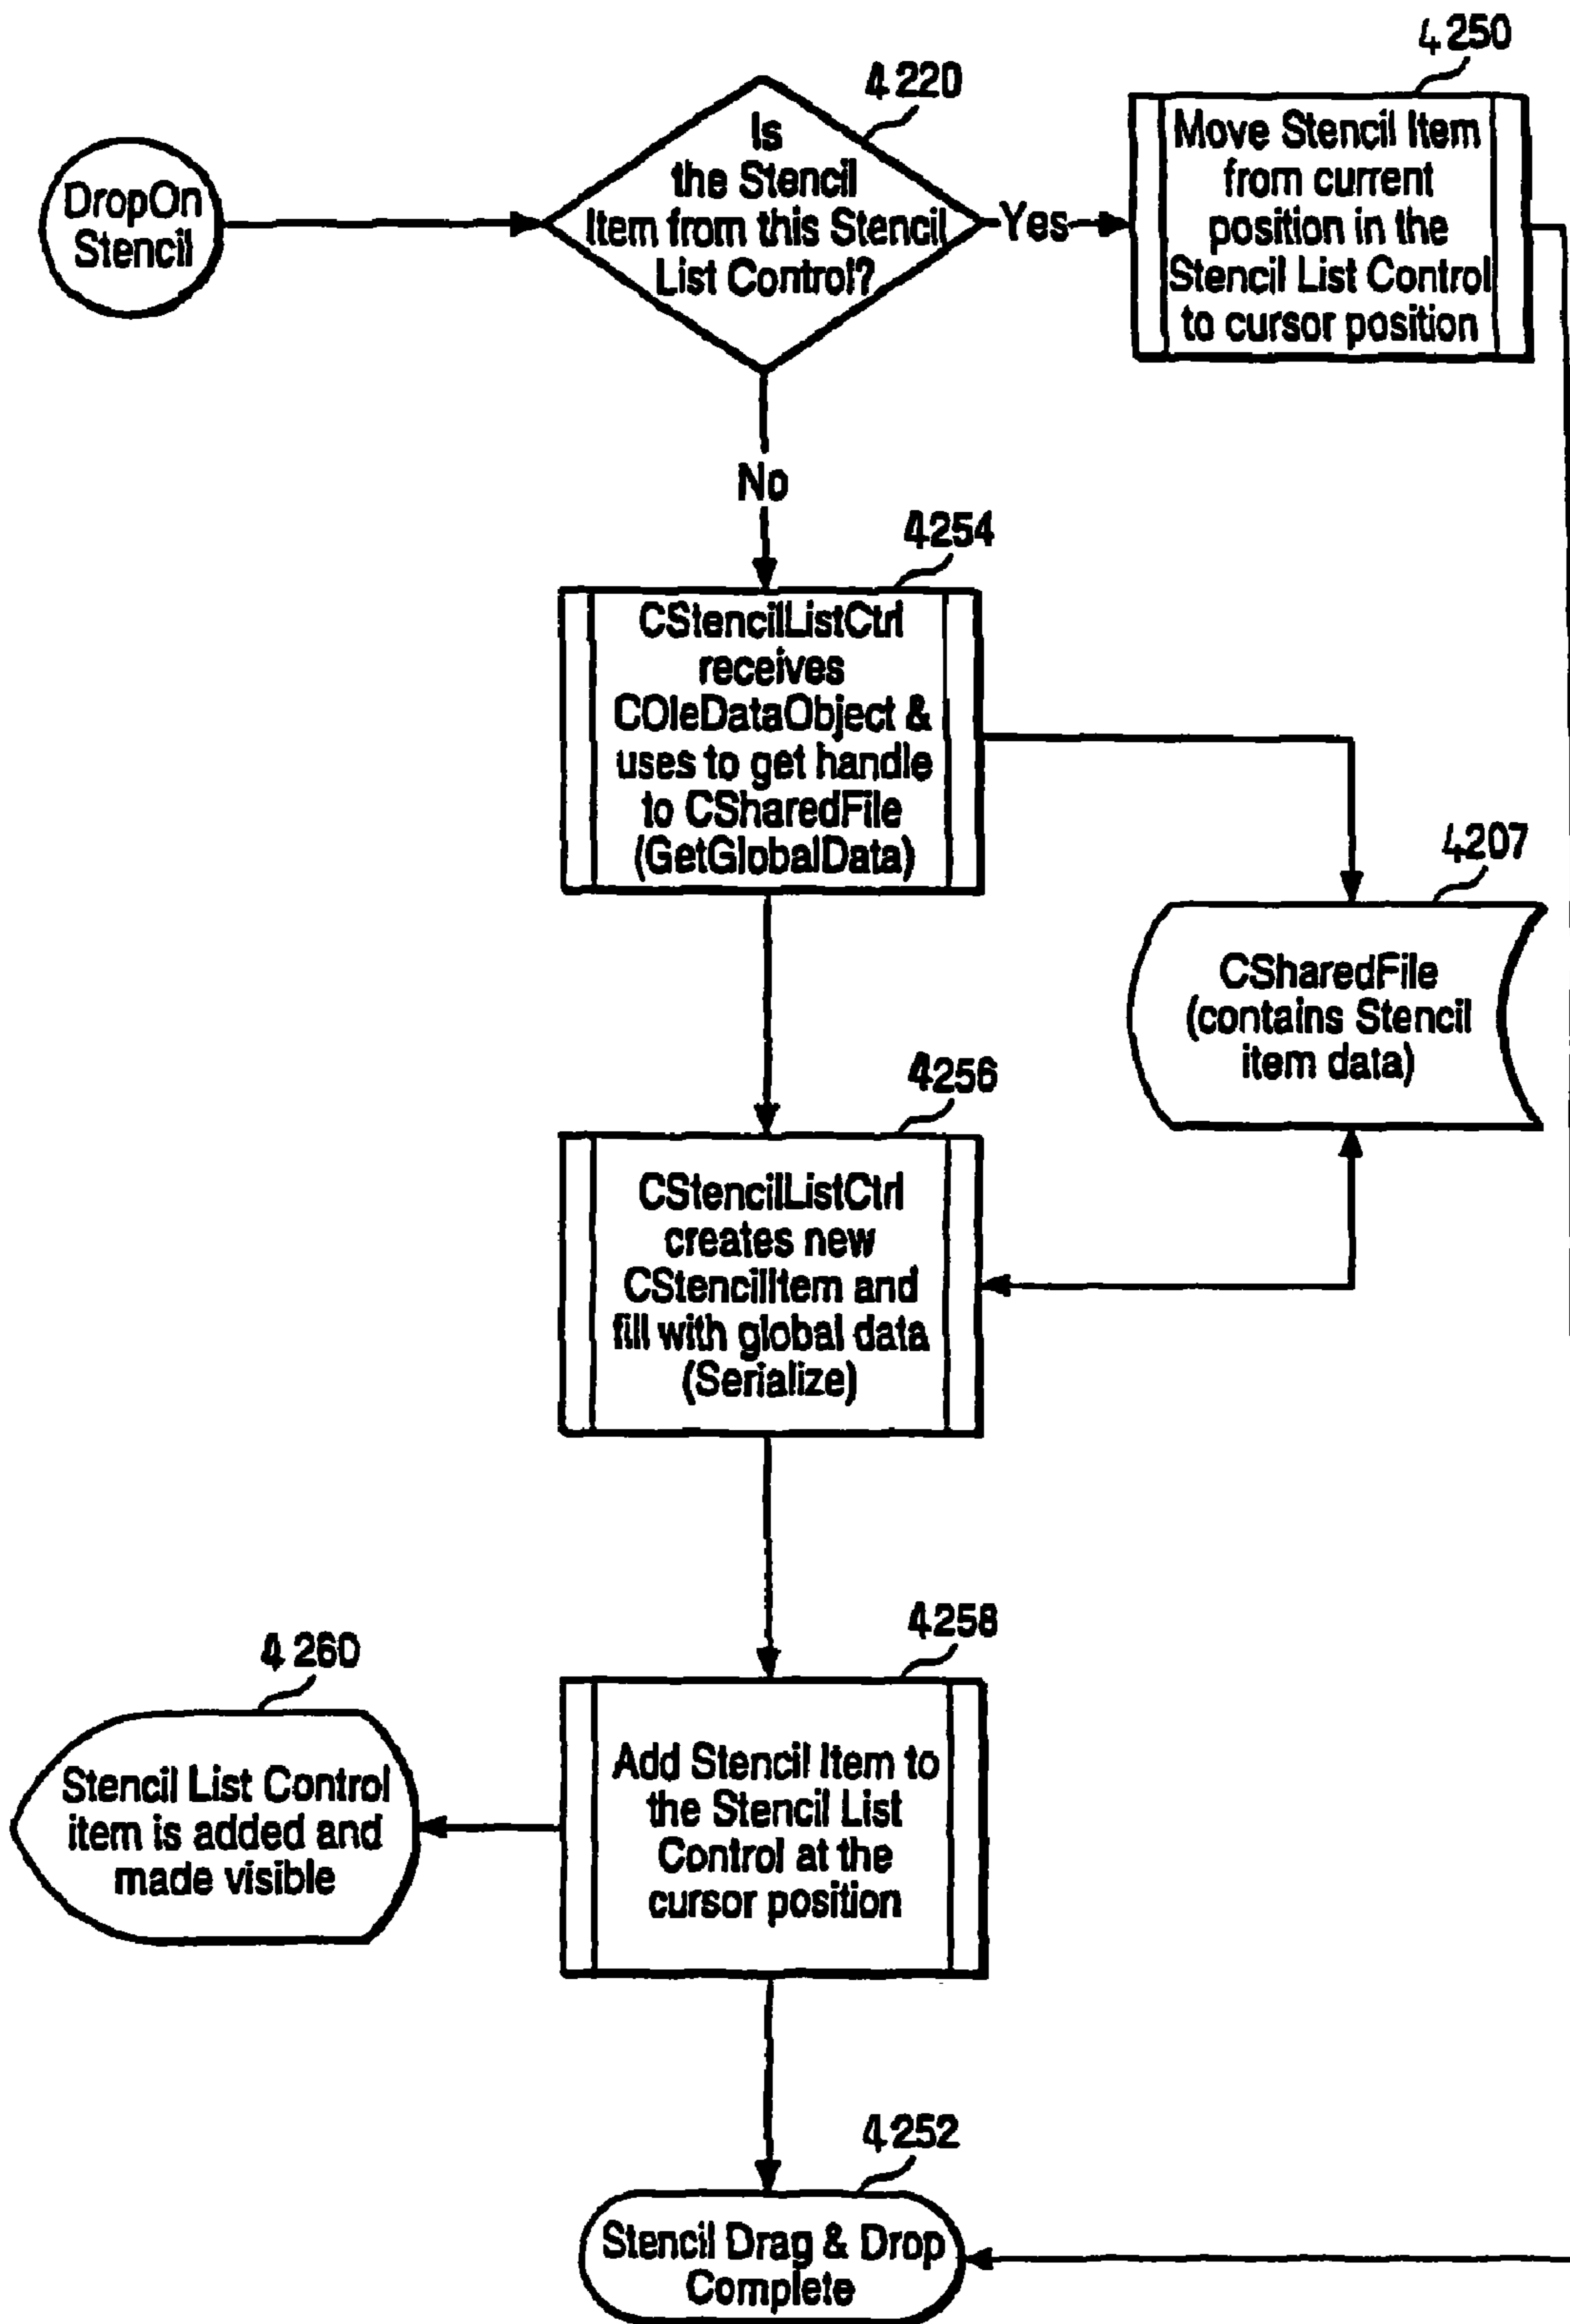 4250
4220
DropOn
Stencil
Is
the Stencil
Item from this Stencil
List Control?
Yes
Move Stencil Item
from current
position in the
Stencil List Control
to cursor position
No
4254
CStencilListCtrl
receives
COleDataObject &
uses to get handle
to CSharedFile
(GetGlobalData)
4207
CSharedFile
(contains Stencil
item data)
4256
CStencilListCtrl
creates new
CStencilItem and
fill with global data
(Serialize)
4258
4260
Add Stencil Item to
the Stencil List
Control at the
cursor position
Stencil List Control
item is added and
made visible
4252
Stencil Drag & Drop
Complete